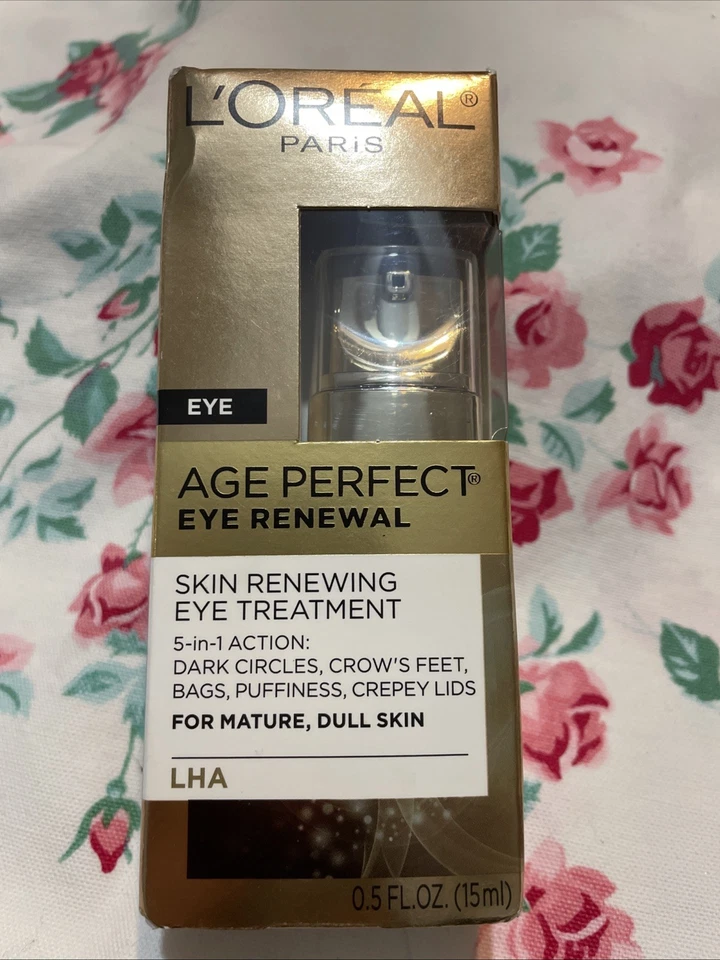 L'ORÉAL®
PARiS
EYE
AGE PERFECT®
EYE RENEWAL
SKIN RENEWING
EYE TREATMENT
5-in-1 ACTION:
DARK CIRCLES, CROW'S FEET,
BAGS, PUFFINESS, CREPEY LIDS
FOR MATURE, DULL SKIN
LHA
0.5 FL.OZ. (15ml)